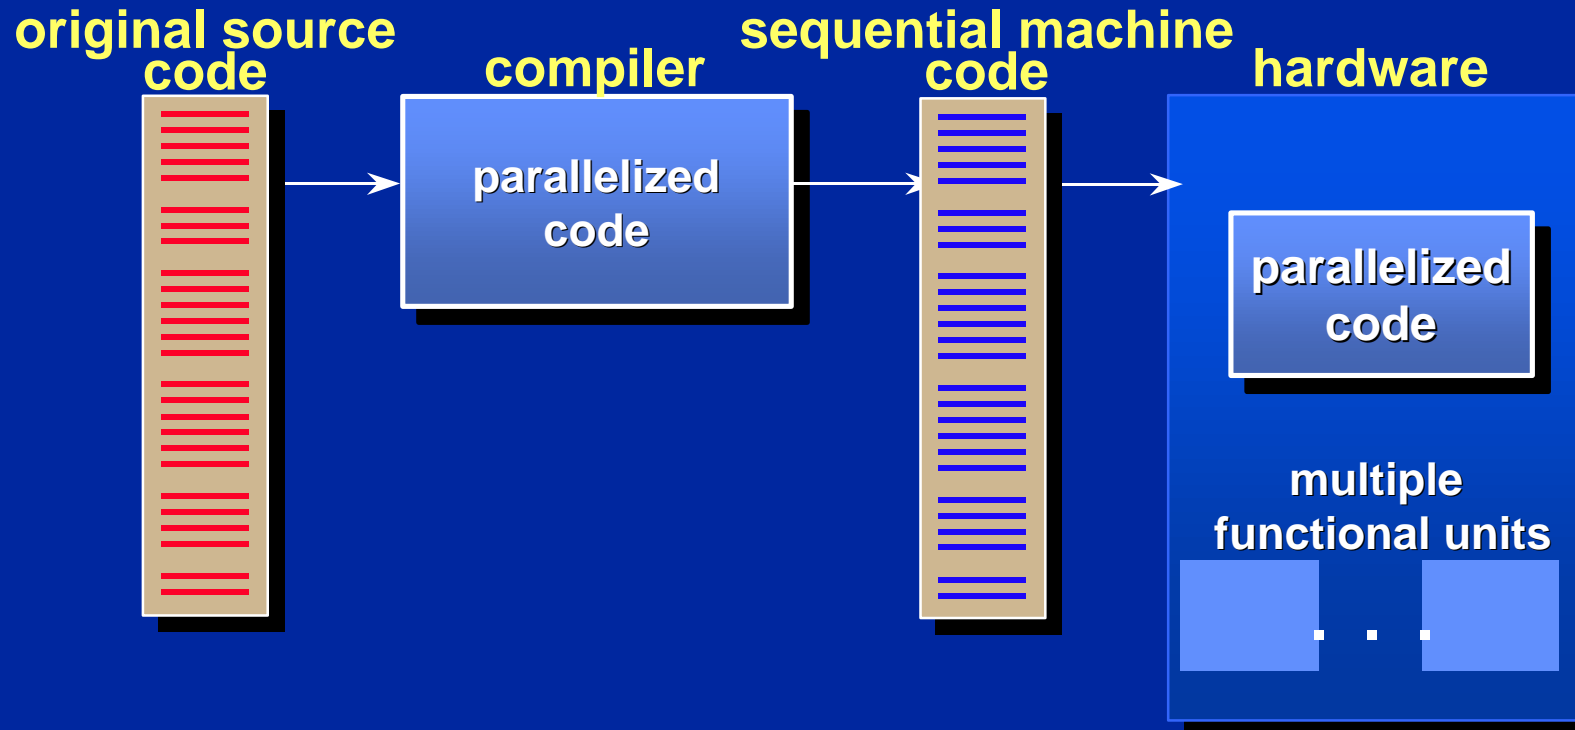 original source
code
compiler
sequential machine
code
hardware
parallelized
code
parallelized
code
multiple
functional units
. . .